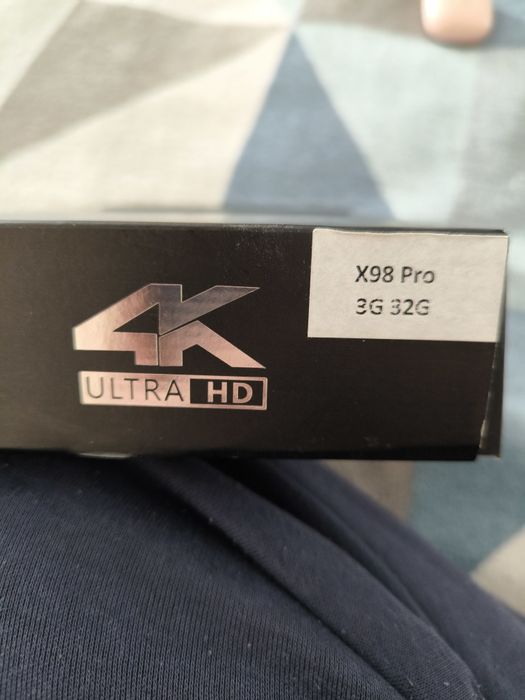 X98 Pro
3G 32G
4K
ULTRA HD